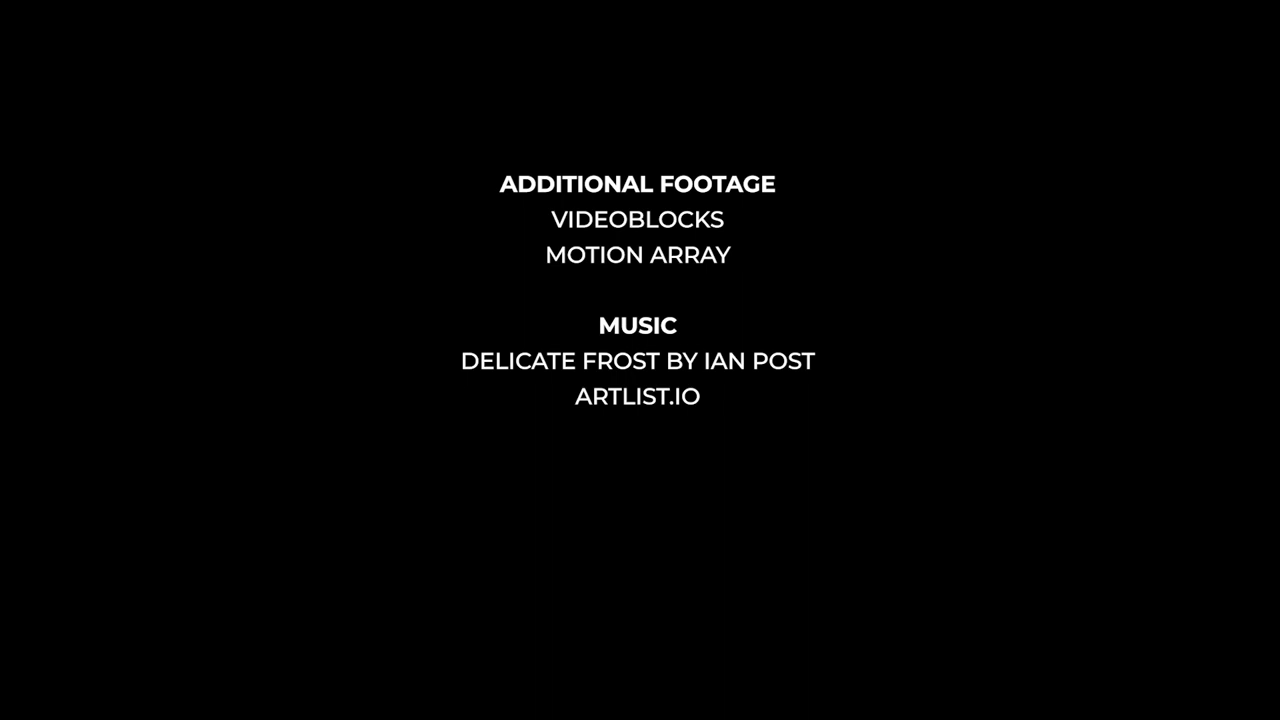 ADDITIONAL FOOTAGE
VIDEOBLOCKS
MOTION ARRAY
MUSIC
DELICATE FROST BY IAN POST
ARTLIST.IO